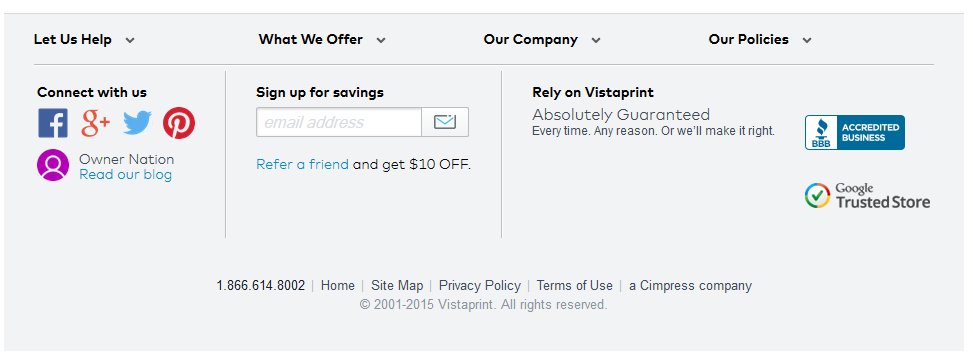 Let Us Help
What We Offer
Our Company
Our Policies
Connect with us
f
g+
Owner Nation
Read our blog
Sign up for savings
email address
Refer a friend and get $10 OFF.
Rely on Vistaprint
Absolutely Guaranteed
Every time. Any reason. Or we'll make it right.
BBB
ACCREDITED
BUSINESS
Google
Trusted Store
1.866.614.8002 | Home | Site Map | Privacy Policy | Terms of Use | a Cimpress company
© 2001-2015 Vistaprint. All rights reserved.